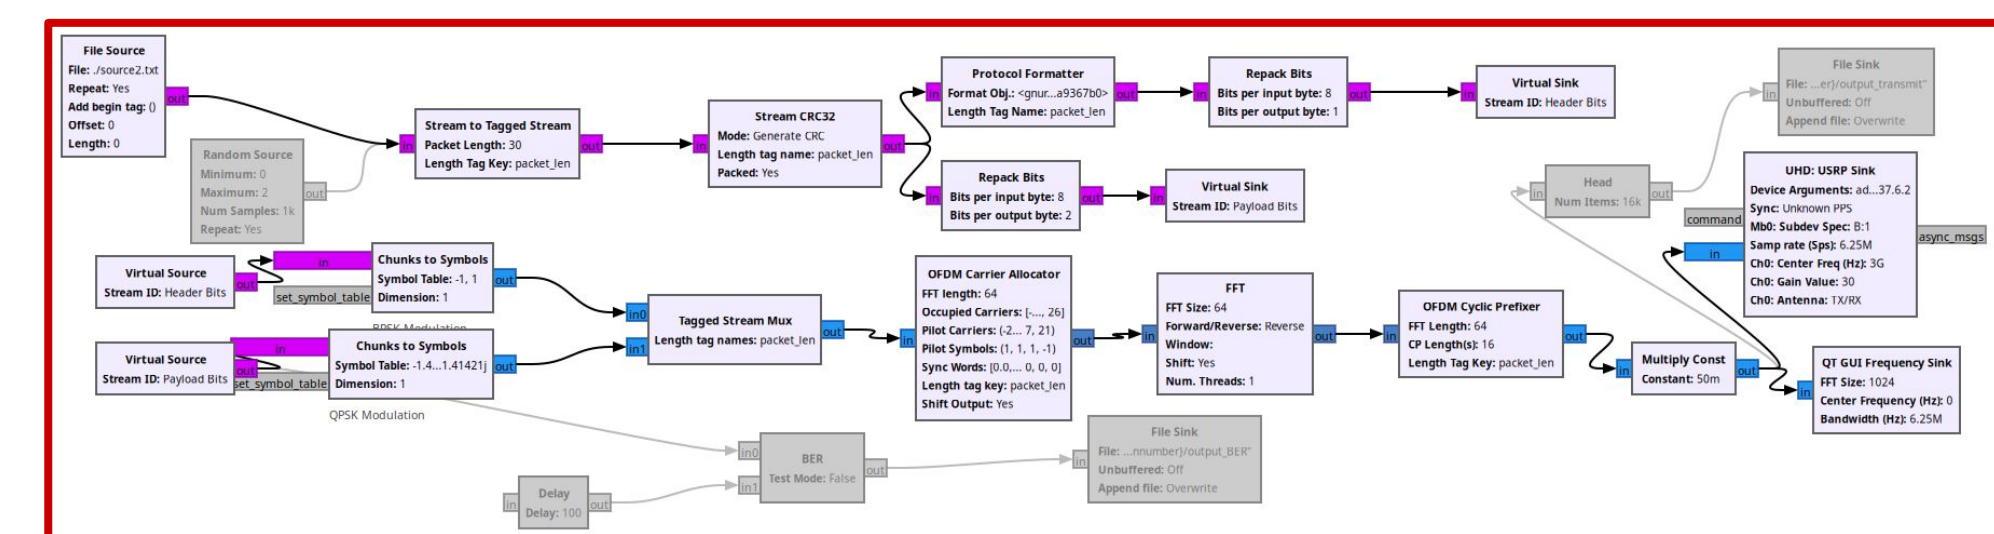 File Source
File: ./source2.txt
Repeat: Yes
Add begin tag: ()
Offset: 0
Length: 0
out
Random Source
Minimum: 0
Maximum: 2
Num Samples: 1k
Repeat: Yes
out
in
Stream to Tagged Stream
Packet Length: 30
Length Tag Key: packet_len
out
in
Stream CRC32
Mode: Generate CRC
Length tag name: packet_len
Packed: Yes
out
in
Protocol Formatter
Format Obj.: <gnur...a9367b0>
Length Tag Name: packet_len
out
in
Repack Bits
Bits per input byte: 8
Bits per output byte: 1
out
in
Virtual Sink
Stream ID: Header Bits
in
Repack Bits
Bits per input byte: 8
Bits per output byte: 2
out
in
Virtual Sink
Stream ID: Payload Bits
in
File Sink
File: ...er}/output_transmit"
Unbuffered: Off
Append file: Overwrite
in
Head
Num Items: 16k
out
command
in
UHD: USRP Sink
Device Arguments: ad...37.6.2
Sync: Unknown PPS
Mb0: Subdev Spec: B:1
Samp rate (Sps): 6.25M
Ch0: Center Freq (Hz): 3G
Ch0: Gain Value: 30
Ch0: Antenna: TX/RX
async_msgs
Virtual Source
Stream ID: Header Bits
out
in
set_symbol_table
Chunks to Symbols
Symbol Table: -1, 1
Dimension: 1
out
BPSK Modulation
Virtual Source
Stream ID: Payload Bits
out
in
set_symbol_table
Chunks to Symbols
Symbol Table: -1.4...1.41421j
Dimension: 1
out
QPSK Modulation
in0
in1
Tagged Stream Mux
Length tag names: packet_len
out
in
OFDM Carrier Allocator
FFT length: 64
Occupied Carriers: [-..., 26]
Pilot Carriers: (-2... 7, 21)
Pilot Symbols: (1, 1, 1, -1)
Sync Words: [0.0,... 0, 0, 0]
Length tag key: packet_len
Shift Output: Yes
out
in
FFT
FFT Size: 64
Forward/Reverse: Reverse
Window:
Shift: Yes
Num. Threads: 1
out
in
OFDM Cyclic Prefixer
FFT Length: 64
CP Length(s): 16
Length Tag Key: packet_len
out
in
Multiply Const
Constant: 50m
out
in
QT GUI Frequency Sink
FFT Size: 1024
Center Frequency (Hz): 0
Bandwidth (Hz): 6.25M
in
Delay
Delay: 100
out
in0
in1
BER
Test Mode: False
out
in
File Sink
File: ...nnumber}/output_BER"
Unbuffered: Off
Append file: Overwrite